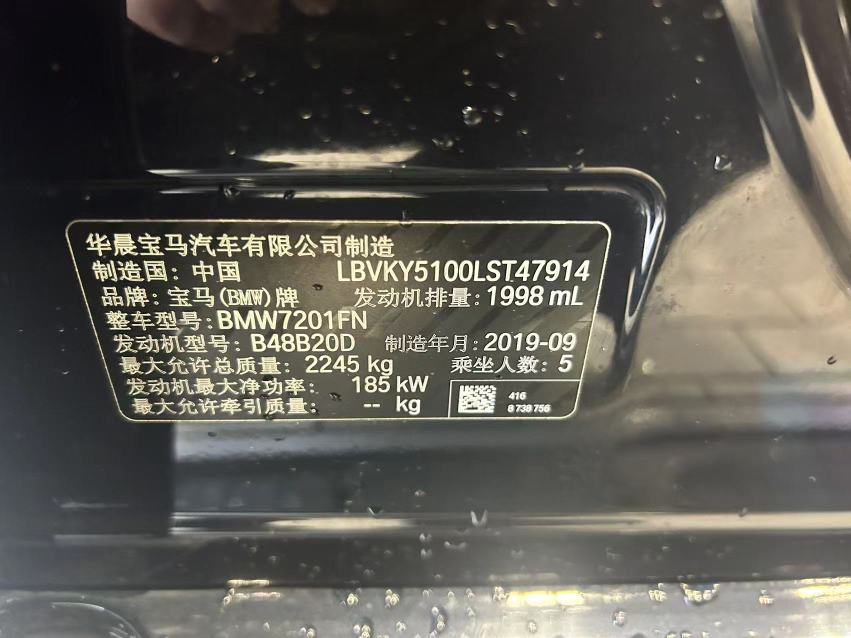 华晨宝马汽车有限公司制造
制造国: 中国 LBVKY5100LST47914
品牌: 宝马(BMW)牌 发动机排量: 1998 mL
整车型号: BMW7201FN
发动机型号: B48B20D 制造年月: 2019-09
最大允许总质量: 2245 kg 乘坐人数: 5
发动机最大净功率: 185 kW
最大允许牵引质量: -- kg
416
8 738 756